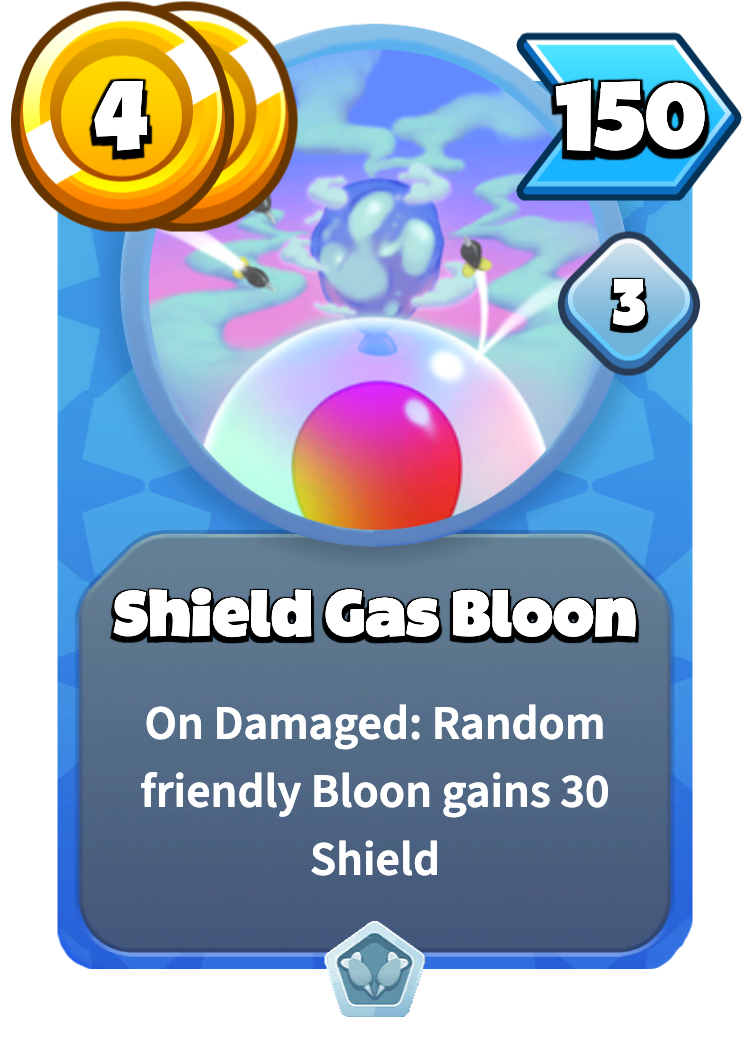 4
150
3
Shield Gas Bloon
On Damaged: Random
friendly Bloon gains 30
Shield